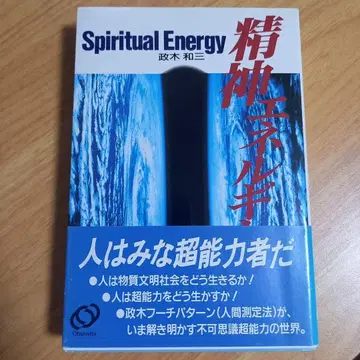 Spiritual Energy
政木 和三
精神エネルギー
人はみな超能力者だ
●人は物質文明社会をどう生きるか!
●人は超能力をどう生かすか!
●政木フーチパターン(人間測定法)が、
いま解き明かす不可思議超能力の世界。
Obunsha